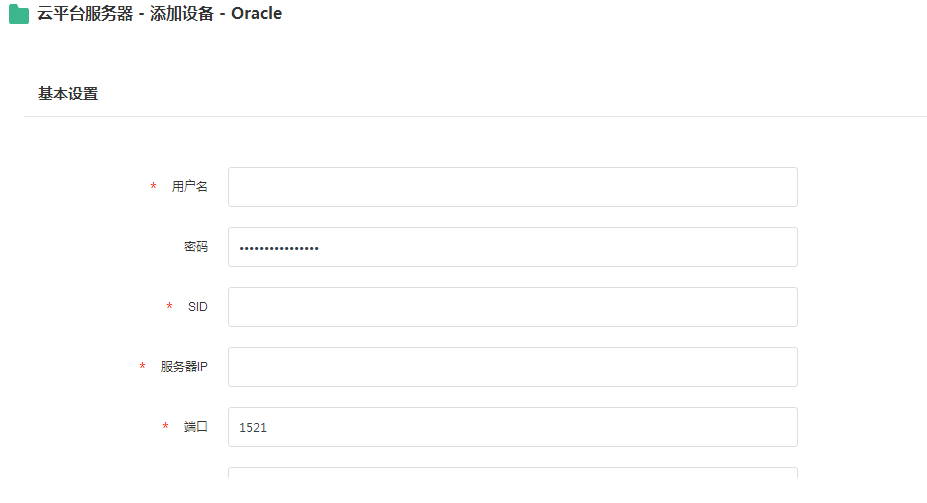 云平台服务器 - 添加设备 - Oracle
基本设置
* 用户名
密码 ••••••••••••••••
* SID
* 服务器IP
* 端口 1521